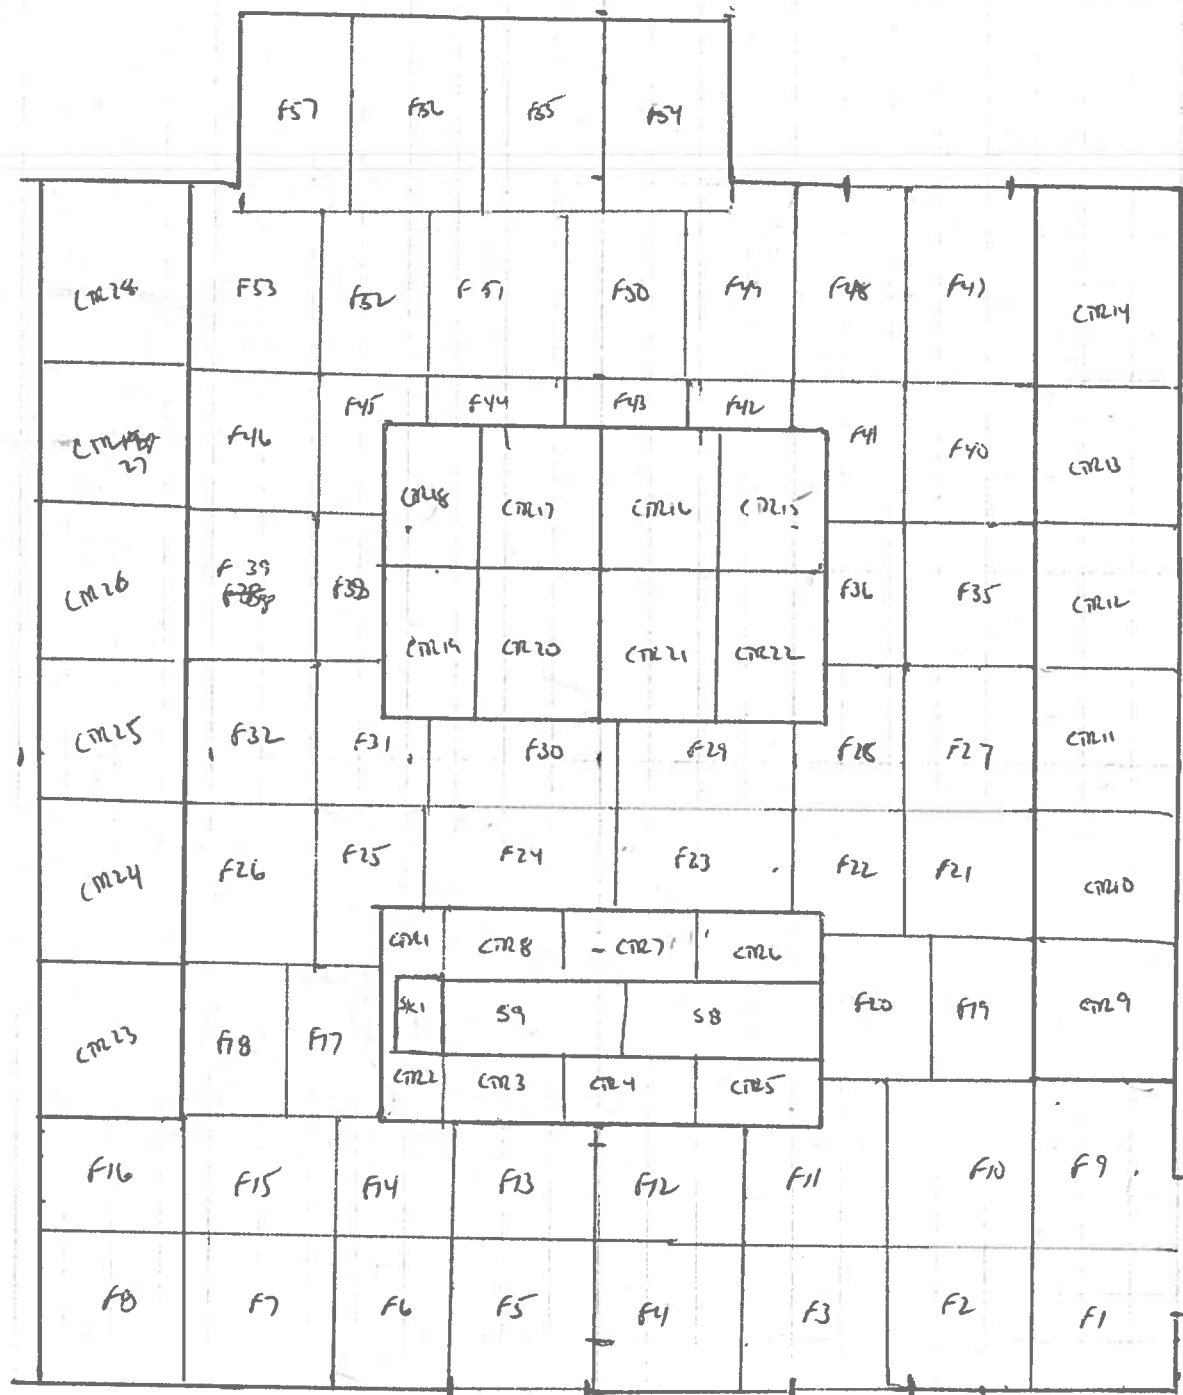 F57 F56 F55 F54
CTR28 F53 F52 F51 F50 F49 F48 F47 CTR14
F45 F44 F43 F42
CTR
27 F46 F41 F40 CTR13
CTR18 CTR17 CTR16 CTR15
F39
CTR26 F38 F36 F35 CTR12
CTR19 CTR20 CTR21 CTR22
CTR25 F32 F31 F30 F29 F28 F27 CTR11
CTR24 F26 F25 F24 F23 F22 F21 CTR10
CTR1 CTR8 CTR7 CTR6
SK1 S9 S8 F20 F19 CTR9
CTR23 F18 F17
CTR2 CTR3 CTR4 CTR5
F16 F15 F14 F13 F12 F11 F10 F9
F8 F7 F6 F5 F4 F3 F2 F1